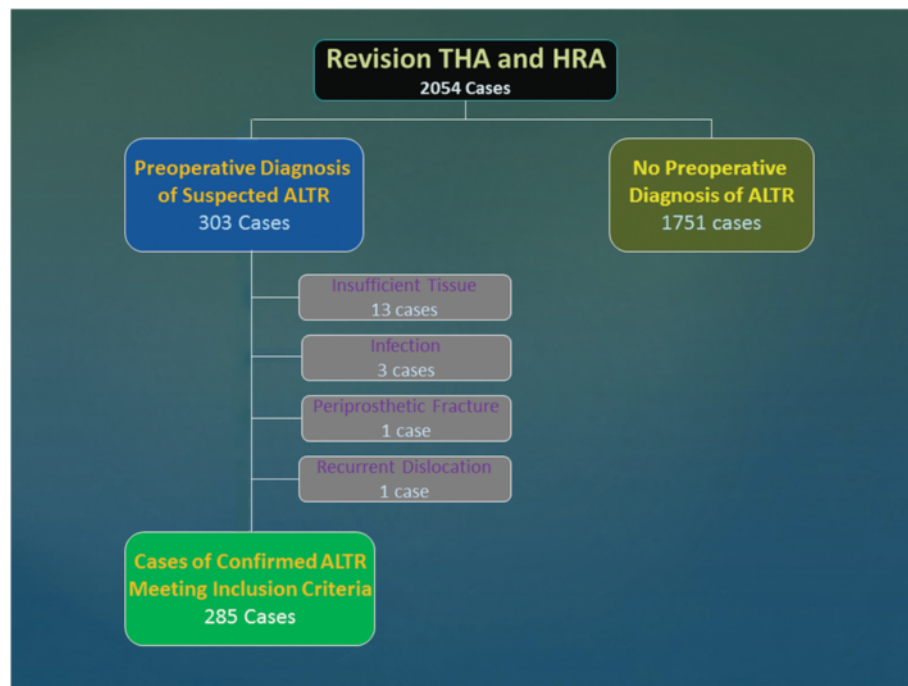 Revision THA and HRA
2054 Cases
Preoperative Diagnosis
of Suspected ALTR
303 Cases
No Preoperative
Diagnosis of ALTR
1751 cases
Insufficient Tissue
13 cases
Infection
3 cases
Periprosthetic Fracture
1 case
Recurrent Dislocation
1 case
Cases of Confirmed ALTR
Meeting Inclusion Criteria
285 Cases